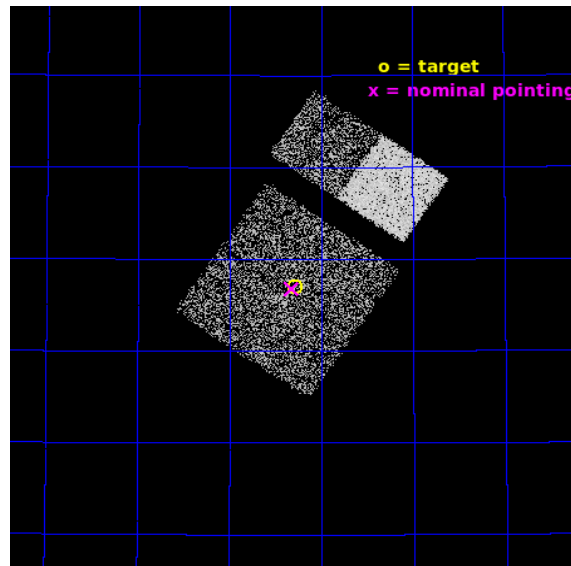 o = target
x = nominal pointing